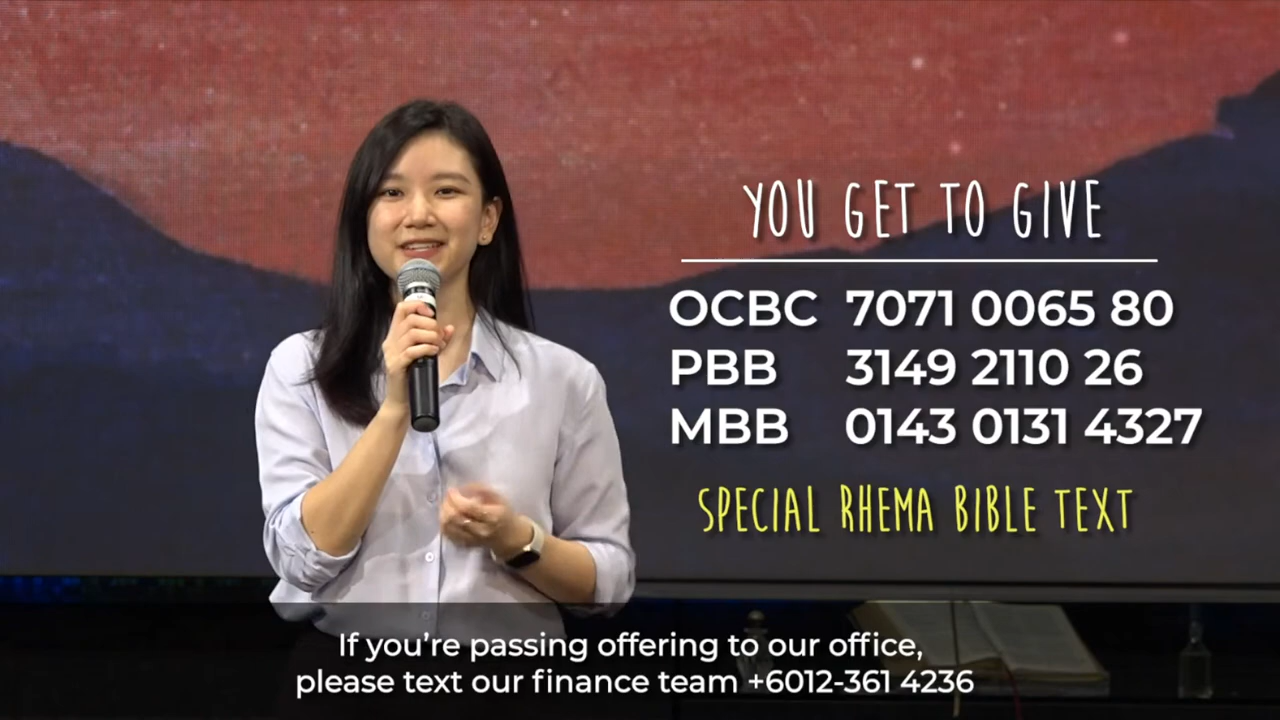 YOU GET TO GIVE
OCBC 7071 0065 80
PBB 3149 2110 26
MBB 0143 0131 4327
SPECIAL RHEMA BIBLE TEXT
If you're passing offering to our office,
please text our finance team +6012-361 4236